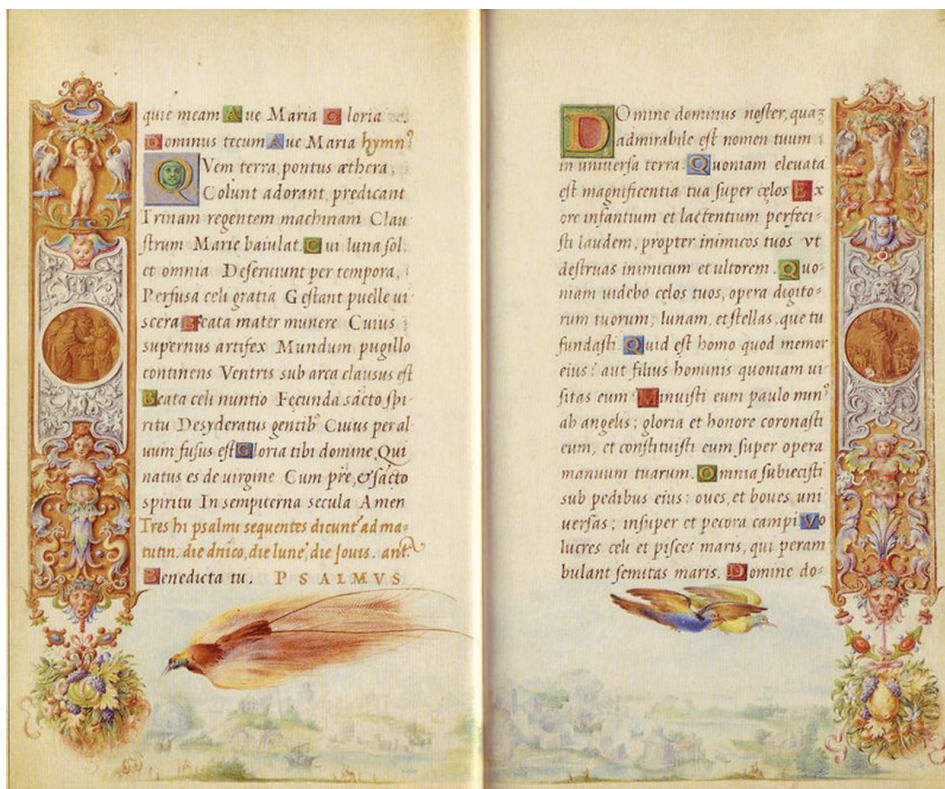 quie meam Aue Maria Gloria
Dominus tecum Aue Maria hymnꝰ
QVem terra, pontus æthera,
Colunt adorant, predicant
Trinam regentem machinam Clau
strum Marie baiulat. Cui luna sol,
et omnia Deseruiunt per tempora,
Perfusa celi gratia Gestant puelle ui
scera Beata mater munere Cuius
supernus artifex Mundum pugillo
continens Ventris sub arca clausus est
Beata celi nuntio Fecunda sācto spi-
ritu Desyderatus gentibꝰ Cuius per al
uum fusus est Gloria tibi domine Qui
natus es de uirgine Cum pr̄e, & sācto
spiritu In sempiterna secula Amen
Tres hi psalmi sequentes dicunt᷑ ad ma-
tutin. die dnico, die lune, die Jouis. ant.
Benedicta tu. PSALMVS
DOmine dominus noster, quaꝫ
admirabile est nomen tuum
in uniuersa terra. Quoniam eleuata
est magnificentia tua super cęlos Ex
ore infantium et lactentium perfeci-
sti laudem, propter inimicos tuos vt
destruas inimicum et ultorem. Quo-
niam uidebo celos tuos, opera digito-
rum tuorum, lunam, et stellas, que tu
fundasti. Quid est homo quod memor
eius: aut filius hominis quoniam ui-
sitas eum Minuisti eum paulo minꝰ
ab angelis; gloria et honore coronasti
eum, et constituisti eum super opera
manuum tuarum. Omnia subiecisti
sub pedibus eius: oues, et boues, uni
uersas; insuper et pecora campi. Vo
lucres celi et pisces maris, qui peram
bulant semitas maris. Domine do-